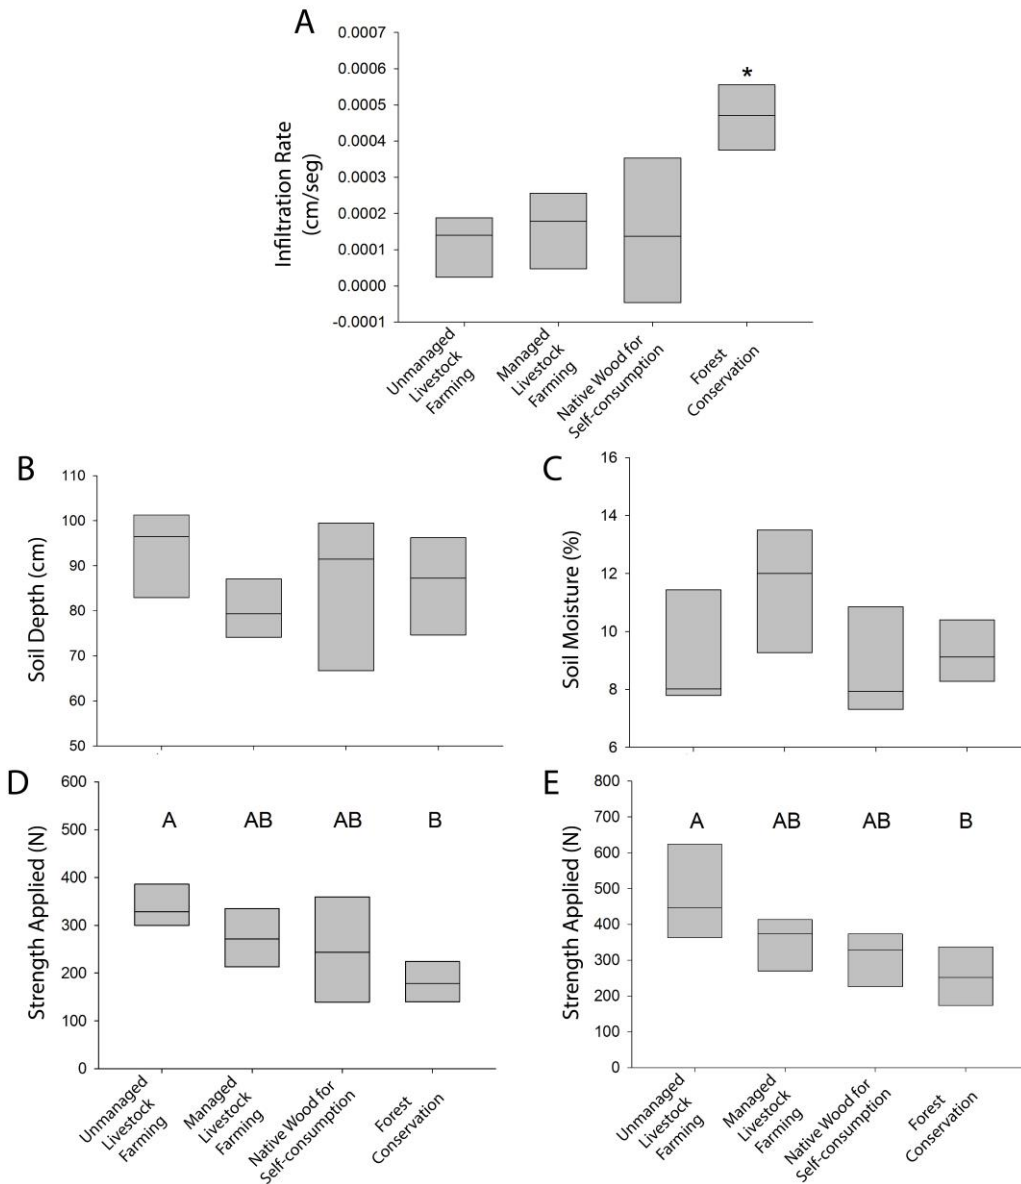 A
0.0007
0.0006
0.0005
0.0004
0.0003
0.0002
0.0001
0.0000
-0.0001
Infiltration Rate
(cm/seg)
*
Unmanaged
Livestock
Farming
Managed
Livestock
Farming
Native Wood for
Self-consumption
Forest
Conservation
B
110
100
90
80
70
60
50
Soil Depth (cm)
C
16
14
12
10
8
6
Soil Moisture (%)
D
600
500
400
300
200
100
0
Strength Applied (N)
A AB AB B
Unmanaged
Livestock
Farming
Managed
Livestock
Farming
Native Wood for
Self-consumption
Forest
Conservation
E
800
700
600
500
400
300
200
100
0
Strength Applied (N)
A AB AB B
Unmanaged
Livestock
Farming
Managed
Livestock
Farming
Native Wood for
Self-consumption
Forest
Conservation